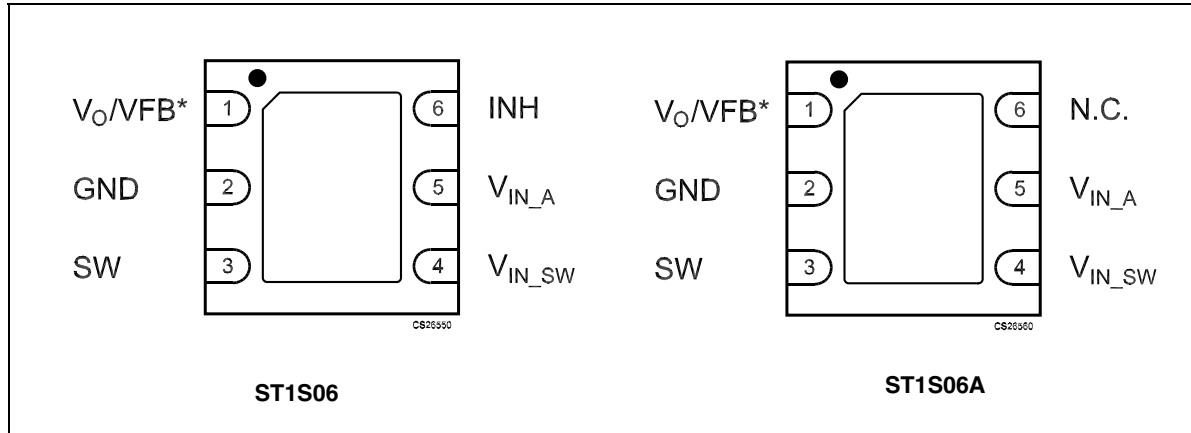 V_O/VFB* 1 6 INH
GND 2 5 V_IN_A
SW 3 4 V_IN_SW
CS26550
ST1S06
V_O/VFB* 1 6 N.C.
GND 2 5 V_IN_A
SW 3 4 V_IN_SW
CS26560
ST1S06A